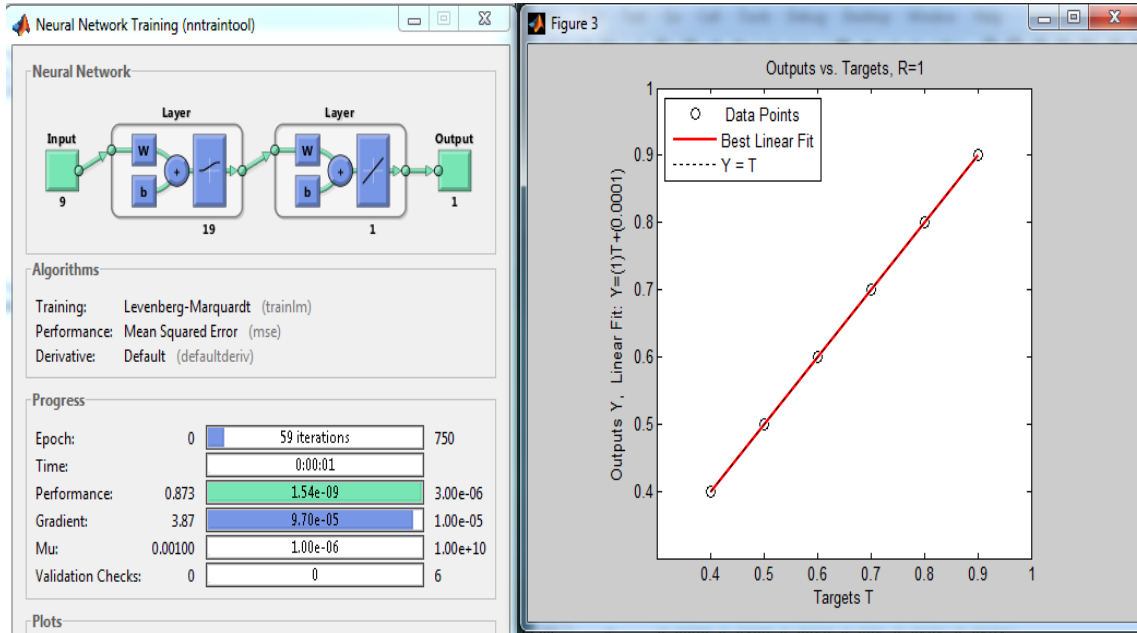 Neural Network Training (nntraintool)
Neural Network
Layer
Layer
Input
Output
W
b
+
W
b
+
9
19
1
1
Algorithms
Training: Levenberg-Marquardt (trainlm)
Performance: Mean Squared Error (mse)
Derivative: Default (defaultderiv)
Progress
Epoch: 0 59 iterations 750
Time: 0:00:01
Performance: 0.873 1.54e-09 3.00e-06
Gradient: 3.87 9.70e-05 1.00e-05
Mu: 0.00100 1.00e-06 1.00e+10
Validation Checks: 0 0 6
Plots
Figure 3
Outputs vs. Targets, R=1
Data Points
Best Linear Fit
Y = T
Outputs Y, Linear Fit: Y=(1)T+(0.0001)
1
0.9
0.8
0.7
0.6
0.5
0.4
0.4 0.5 0.6 0.7 0.8 0.9 1
Targets T